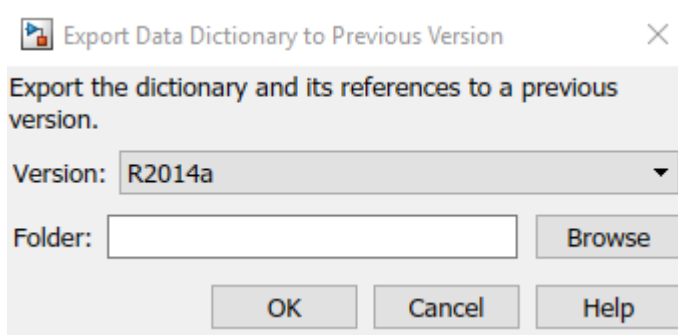 Export Data Dictionary to Previous Version
Export the dictionary and its references to a previous
version.
Version: R2014a
Folder: Browse
OK Cancel Help